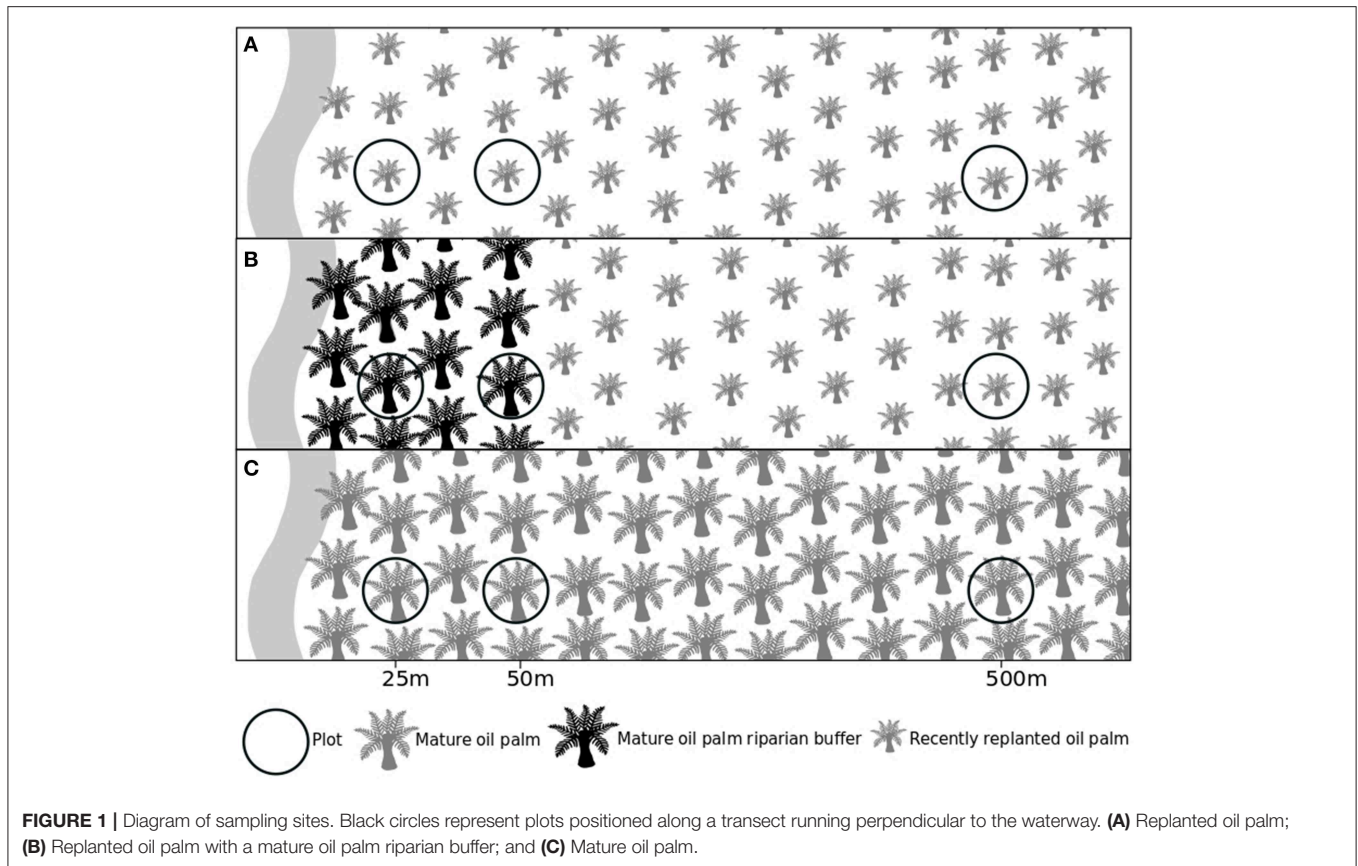 A
B
C
25m 50m 500m
Plot Mature oil palm Mature oil palm riparian buffer Recently replanted oil palm
FIGURE 1 | Diagram of sampling sites. Black circles represent plots positioned along a transect running perpendicular to the waterway. (A) Replanted oil palm;
(B) Replanted oil palm with a mature oil palm riparian buffer; and (C) Mature oil palm.